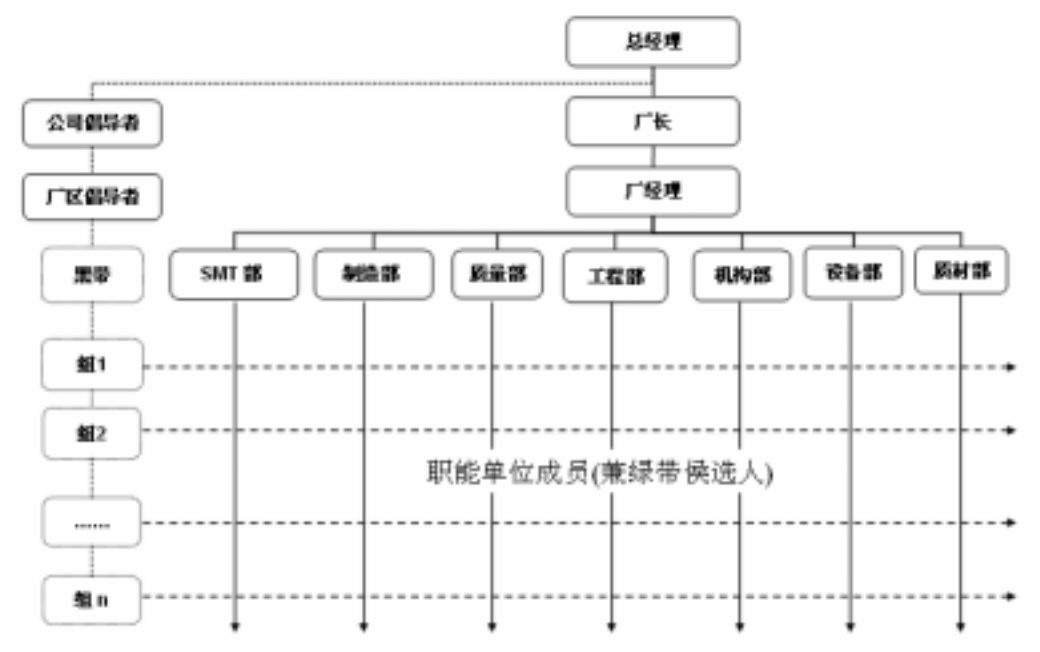 总经理
公司倡导者
厂长
厂区倡导者
厂经理
黑带
SMT 部
制造部
质量部
工程部
机构部
设备部
质材部
组1
组2
职能单位成员(兼绿带侯选人)
......
组 n